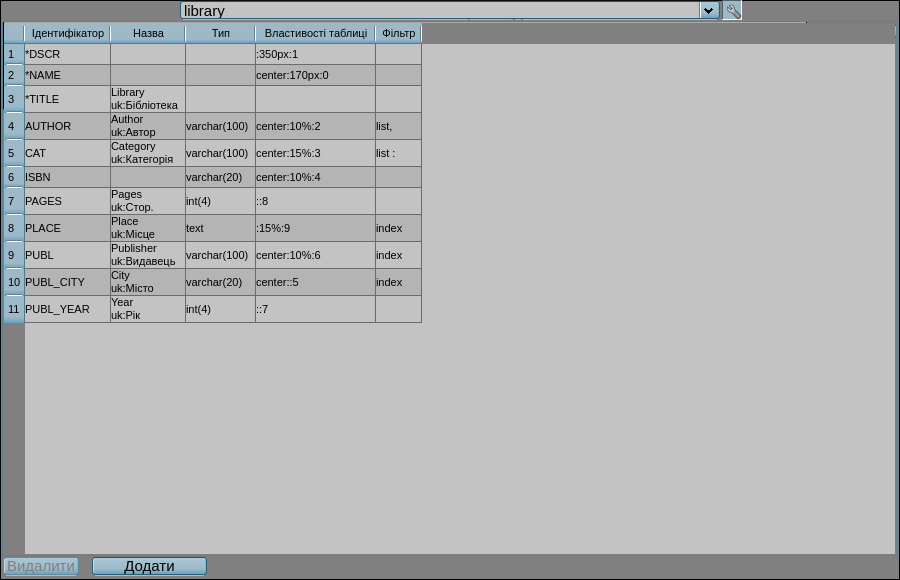 library
Ідентифікатор Назва Тип Властивості таблиці Фільтр
1 *DSCR :350px:1
2 *NAME center:170px:0
3 *TITLE Library
uk:Бібліотека
4 AUTHOR Author
uk:Автор varchar(100) center:10%:2 list,
5 CAT Category
uk:Категорія varchar(100) center:15%:3 list :
6 ISBN varchar(20) center:10%:4
7 PAGES Pages
uk:Стор. int(4) ::8
8 PLACE Place
uk:Місце text :15%:9 index
9 PUBL Publisher
uk:Видавець varchar(100) center:10%:6 index
10 PUBL_CITY City
uk:Місто varchar(20) center::5 index
11 PUBL_YEAR Year
uk:Рік int(4) ::7
Видалити Додати